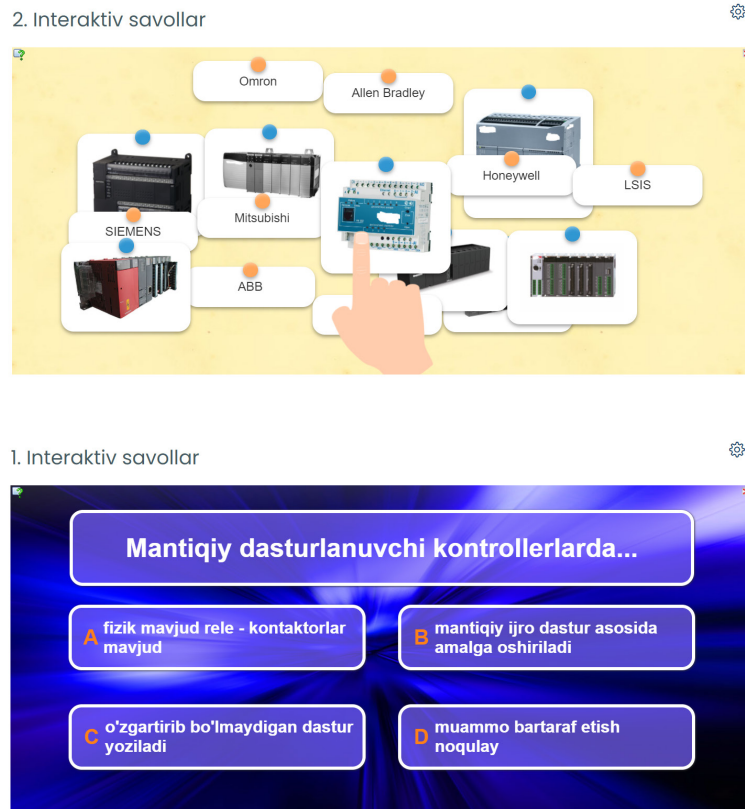 2. Interaktiv savollar
Omron
Allen Bradley
Honeywell
LSIS
Mitsubishi
SIEMENS
ABB
1. Interaktiv savollar
Mantiqiy dasturlanuvchi kontrollerlarda...
A fizik mavjud rele - kontaktorlar
mavjud
B mantiqiy ijro dastur asosida
amalga oshiriladi
C o'zgartirib bo'lmaydigan dastur
yoziladi
D muammo bartaraf etish
noqulay